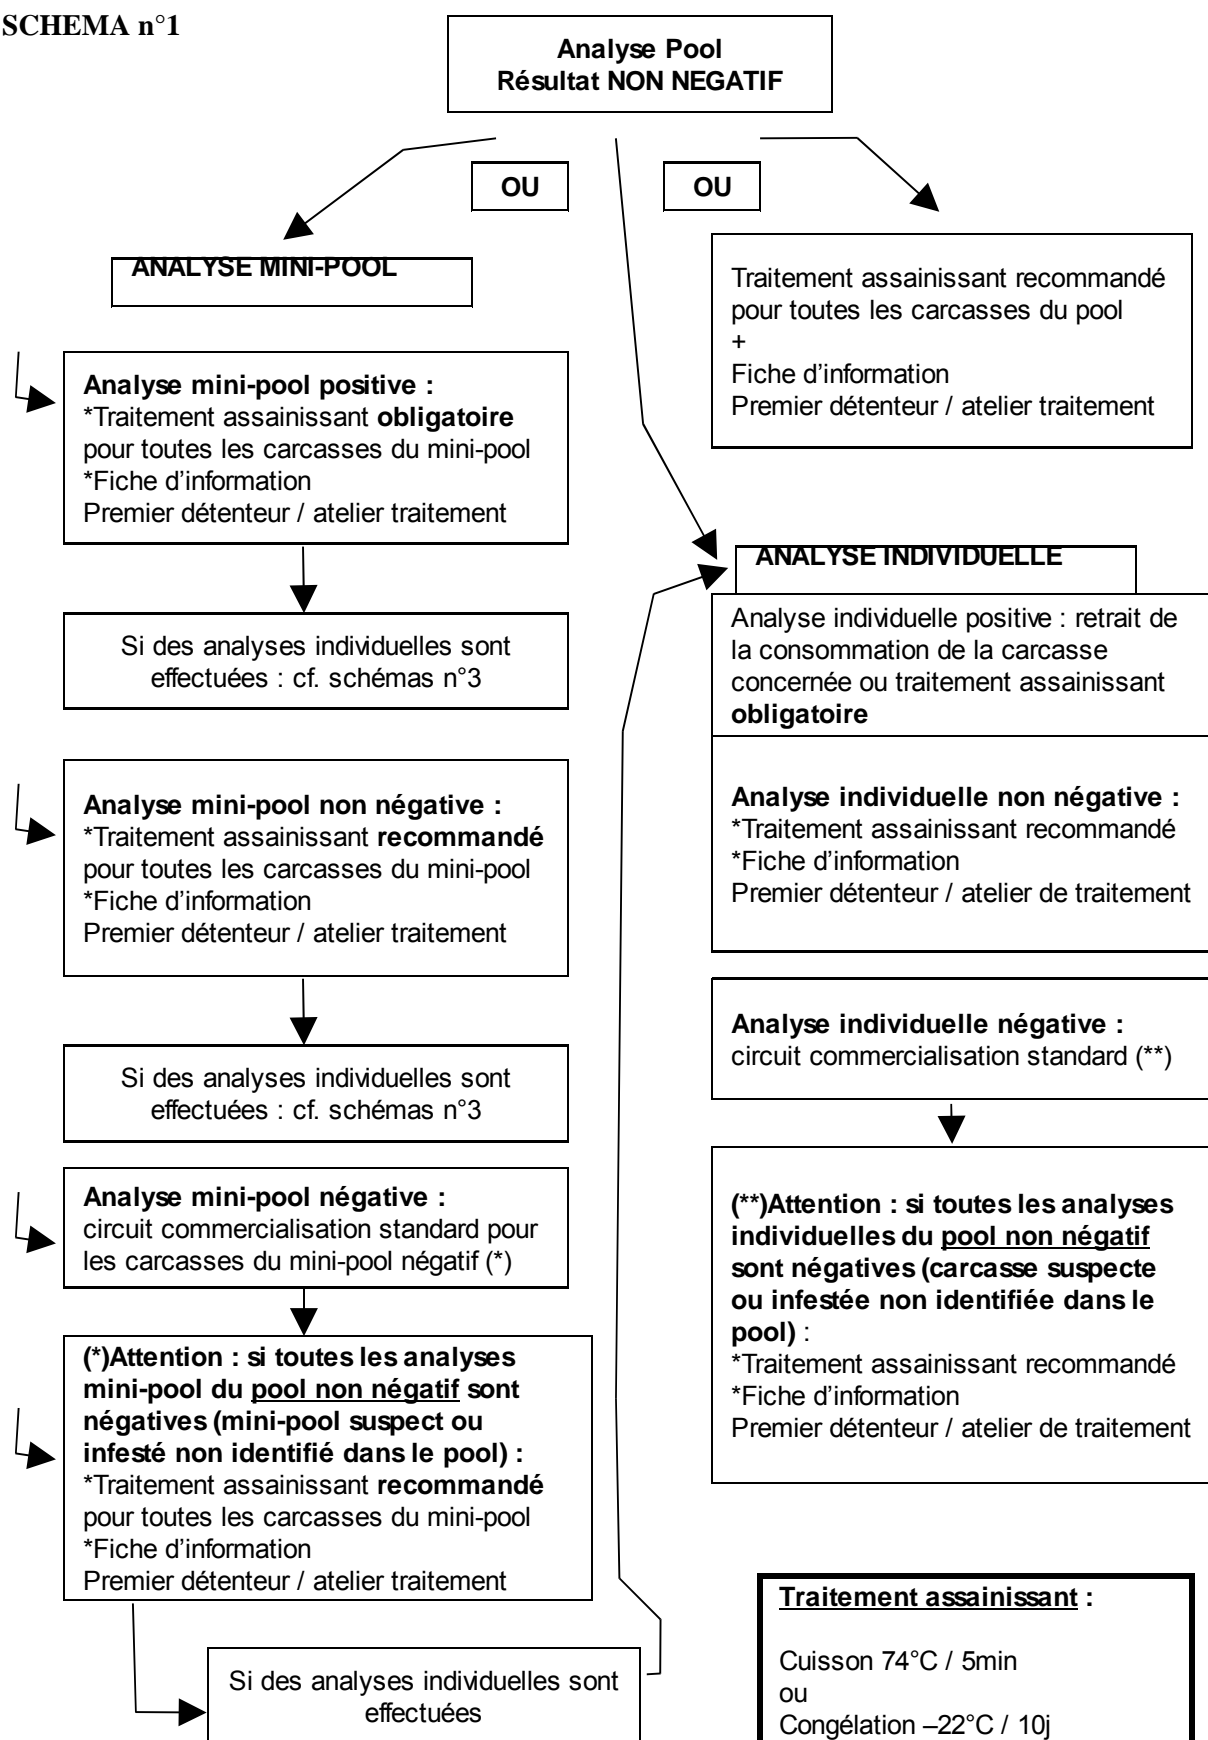 SCHEMA n°1
Analyse Pool
Résultat NON NEGATIF
OU
OU
ANALYSE MINI-POOL
Analyse mini-pool positive :
*Traitement assainissant obligatoire
pour toutes les carcasses du mini-pool
*Fiche d'information
Premier détenteur / atelier traitement
Si des analyses individuelles sont
effectuées : cf. schémas n°3
Analyse mini-pool non négative :
*Traitement assainissant recommandé
pour toutes les carcasses du mini-pool
*Fiche d'information
Premier détenteur / atelier traitement
Si des analyses individuelles sont
effectuées : cf. schémas n°3
Analyse mini-pool négative :
circuit commercialisation standard pour
les carcasses du mini-pool négatif (*)
(*)Attention : si toutes les analyses
mini-pool du pool non négatif sont
négatives (mini-pool suspect ou
infesté non identifié dans le pool) :
*Traitement assainissant recommandé
pour toutes les carcasses du mini-pool
*Fiche d'information
Premier détenteur / atelier traitement
Si des analyses individuelles sont
effectuées
Traitement assainissant recommandé
pour toutes les carcasses du pool
+
Fiche d'information
Premier détenteur / atelier traitement
ANALYSE INDIVIDUELLE
Analyse individuelle positive : retrait de
la consommation de la carcasse
concernée ou traitement assainissant
obligatoire
Analyse individuelle non négative :
*Traitement assainissant recommandé
*Fiche d'information
Premier détenteur / atelier de traitement
Analyse individuelle négative :
circuit commercialisation standard (**)
(**)Attention : si toutes les analyses
individuelles du pool non négatif
sont négatives (carcasse suspecte
ou infestée non identifiée dans le
pool) :
*Traitement assainissant recommandé
*Fiche d'information
Premier détenteur / atelier de traitement
Traitement assainissant :
Cuisson 74°C / 5min
ou
Congélation –22°C / 10j